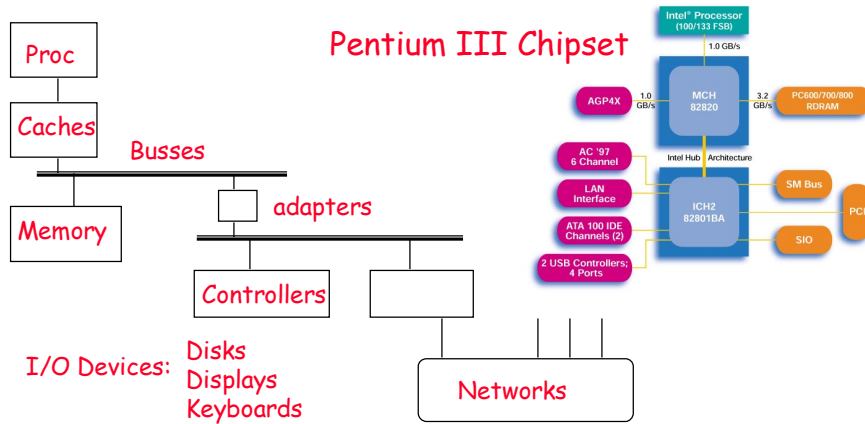 Pentium III Chipset
Proc
Caches
Busses
Memory
adapters
Controllers
I/O Devices:
Disks
Displays
Keyboards
Networks
Intel® Processor
(100/133 FSB)
1.0 GB/s
AGP4X
1.0
GB/s
MCH
82820
3.2
GB/s
PC600/700/800
RDRAM
Intel Hub Architecture
AC '97
6 Channel
LAN
Interface
ATA 100 IDE
Channels (2)
2 USB Controllers;
4 Ports
ICH2
82801BA
SM Bus
SIO